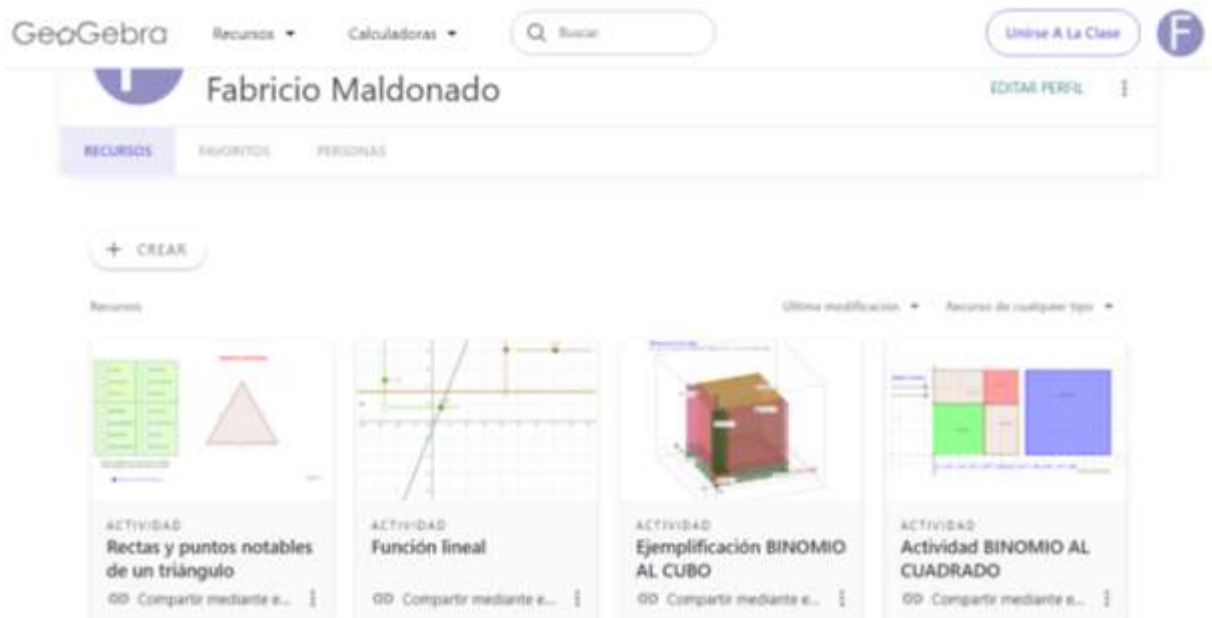 GeoGebra Recursos Calculadoras Buscar Unirse A La Clase F
Fabricio Maldonado EDITAR PERFIL
RECURSOS FAVORITOS PERSONAS
+ CREAR
Recursos Última modificación Recurso de cualquier tipo
ACTIVIDAD
Rectas y puntos notables
de un triángulo
Compartir mediante e...
ACTIVIDAD
Función lineal
Compartir mediante e...
ACTIVIDAD
Ejemplificación BINOMIO
AL CUBO
Compartir mediante e...
ACTIVIDAD
Actividad BINOMIO AL
CUADRADO
Compartir mediante e...